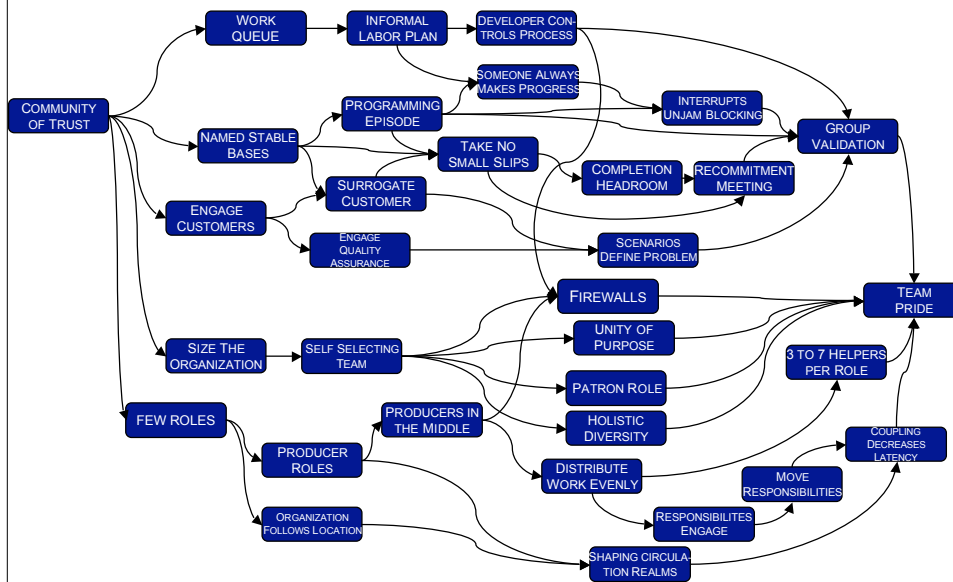 WORK
QUEUE
INFORMAL
LABOR PLAN
DEVELOPER CON-
TROLS PROCESS
SOMEONE ALWAYS
MAKES PROGRESS
COMMUNITY
OF TRUST
PROGRAMMING
EPISODE
INTERRUPTS
UNJAM BLOCKING
GROUP
VALIDATION
NAMED STABLE
BASES
TAKE NO
SMALL SLIPS
COMPLETION
HEADROOM
RECOMMITMENT
MEETING
SURROGATE
CUSTOMER
ENGAGE
CUSTOMERS
ENGAGE
QUALITY
ASSURANCE
SCENARIOS
DEFINE PROBLEM
FIREWALLS
TEAM
PRIDE
UNITY OF
PURPOSE
SIZE THE
ORGANIZATION
SELF SELECTING
TEAM
3 TO 7 HELPERS
PER ROLE
PATRON ROLE
FEW ROLES
PRODUCERS IN
THE MIDDLE
HOLISTIC
DIVERSITY
COUPLING
DECREASES
LATENCY
PRODUCER
ROLES
DISTRIBUTE
WORK EVENLY
MOVE
RESPONSIBILITIES
ORGANIZATION
FOLLOWS LOCATION
RESPONSIBILITES
ENGAGE
SHAPING CIRCULA-
TION REALMS